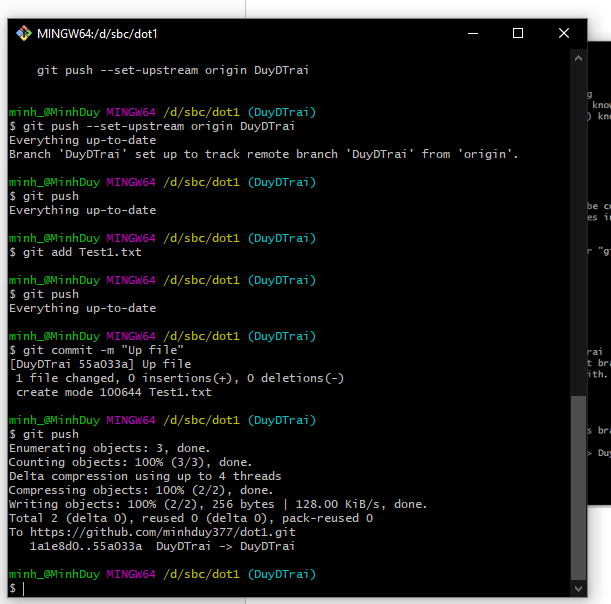 MINGW64:/d/sbc/dot1
git push --set-upstream origin DuyDTrai
minh_@MinhDuy MINGW64 /d/sbc/dot1 (DuyDTrai)
$ git push --set-upstream origin DuyDTrai
Everything up-to-date
Branch 'DuyDTrai' set up to track remote branch 'DuyDTrai' from 'origin'.
minh_@MinhDuy MINGW64 /d/sbc/dot1 (DuyDTrai)
$ git push
Everything up-to-date
minh_@MinhDuy MINGW64 /d/sbc/dot1 (DuyDTrai)
$ git add Test1.txt
minh_@MinhDuy MINGW64 /d/sbc/dot1 (DuyDTrai)
$ git push
Everything up-to-date
minh_@MinhDuy MINGW64 /d/sbc/dot1 (DuyDTrai)
$ git commit -m "Up file"
[DuyDTrai 55a033a] Up file
1 file changed, 0 insertions(+), 0 deletions(-)
create mode 100644 Test1.txt
minh_@MinhDuy MINGW64 /d/sbc/dot1 (DuyDTrai)
$ git push
Enumerating objects: 3, done.
Counting objects: 100% (3/3), done.
Delta compression using up to 4 threads
Compressing objects: 100% (2/2), done.
Writing objects: 100% (2/2), 256 bytes | 128.00 KiB/s, done.
Total 2 (delta 0), reused 0 (delta 0), pack-reused 0
To https://github.com/minhduy377/dot1.git
1a1e8d0..55a033a  DuyDTrai -> DuyDTrai
minh_@MinhDuy MINGW64 /d/sbc/dot1 (DuyDTrai)
$